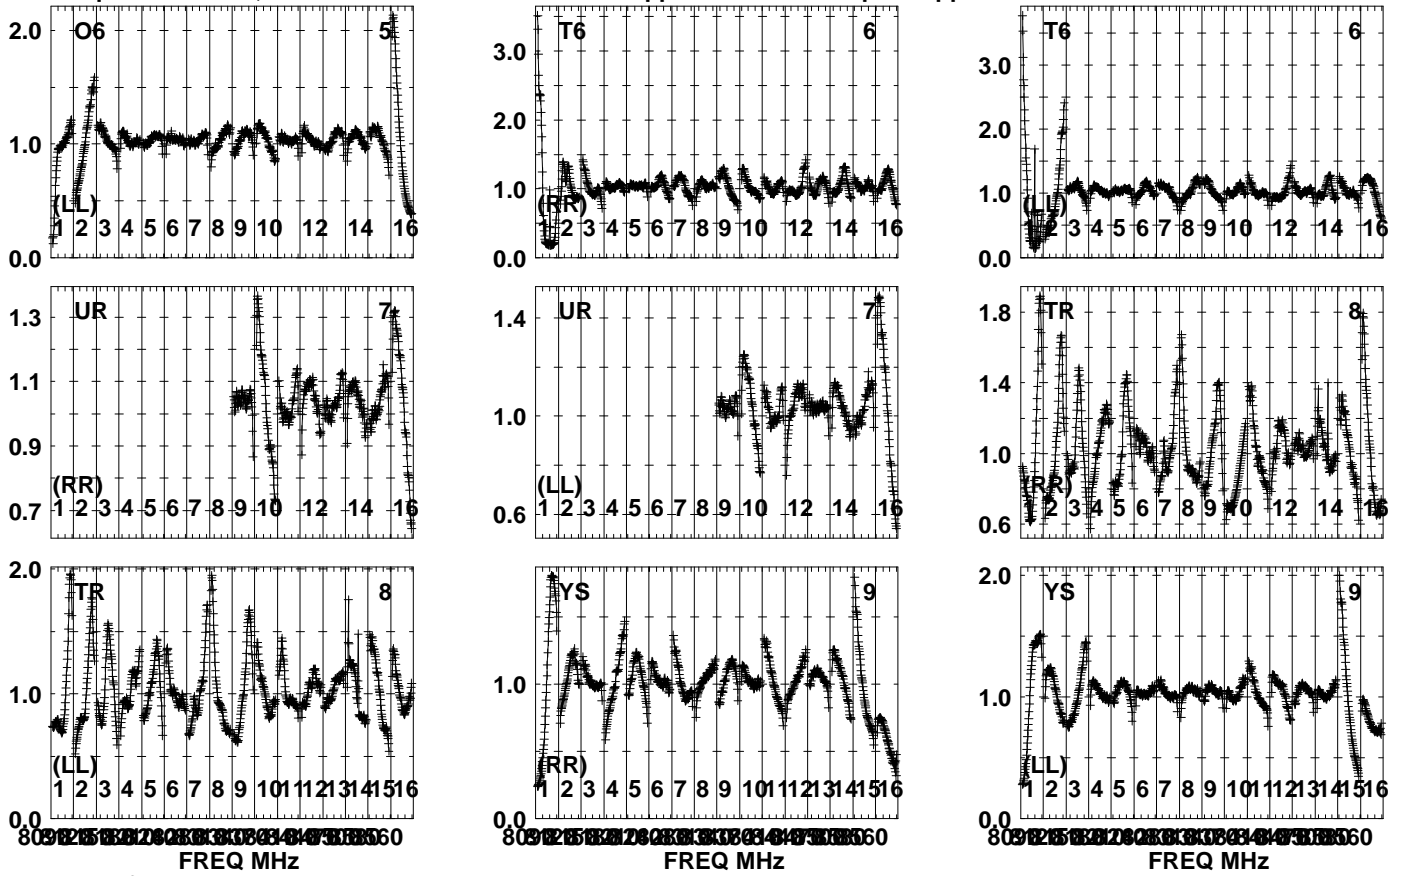 2.0 O6 5
1.0
(LL)
1 2 3 4 5 6 7 8 9 10 12 14 16
0.0
T6 6
3.0
2.0
1.0
(RR)
1 2 3 4 5 6 7 8 9 10 12 14 16
0.0
T6 6
3.0
2.0
1.0
(LL)
1 2 3 4 5 6 7 8 9 10 12 14 16
0.0
UR 7
1.3
1.1
0.9
(RR)
0.7 1 2 3 4 5 6 7 8 9 10 12 14 16
UR 7
1.4
1.0
(LL)
0.6 1 2 3 4 5 6 7 8 9 10 12 14 16
1.8 TR 8
1.4
1.0
(RR)
0.6 1 2 3 4 5 6 7 8 9 10 12 14 16
2.0 TR 8
1.0
(LL)
1 2 3 4 5 6 7 8 9 10 11 12 13 14 15 16
0.0
FREQ MHz
YS 9
1.0
(RR)
1 2 3 4 5 6 7 8 9 10 11 12 13 14 15 16
FREQ MHz
2.0 YS 9
1.0
(LL)
1 2 3 4 5 6 7 8 9 10 11 12 13 14 15 16
0.0
FREQ MHz